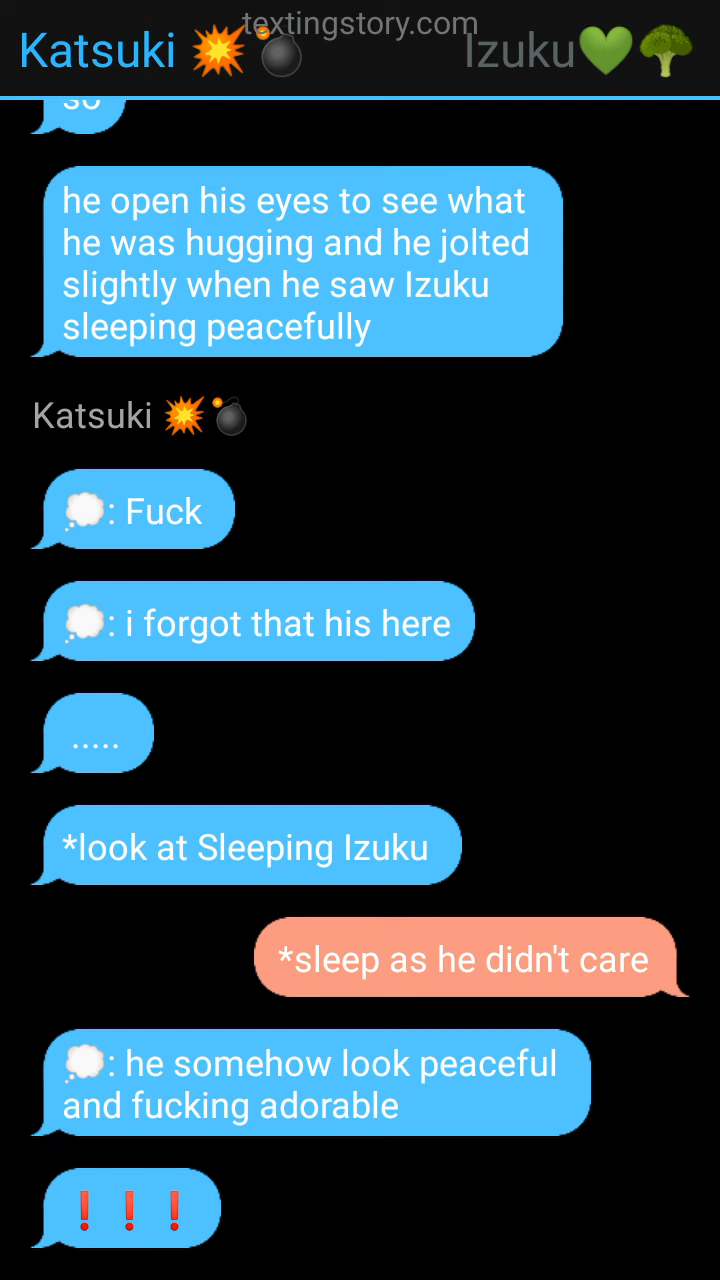 textingstory.com
Katsuki 💥💣 Izuku💚🥦
so
he open his eyes to see what
he was hugging and he jolted
slightly when he saw Izuku
sleeping peacefully
Katsuki 💥💣
💭: Fuck
💭: i forgot that his here
.....
*look at Sleeping Izuku
*sleep as he didn't care
💭: he somehow look peaceful
and fucking adorable
❗❗❗